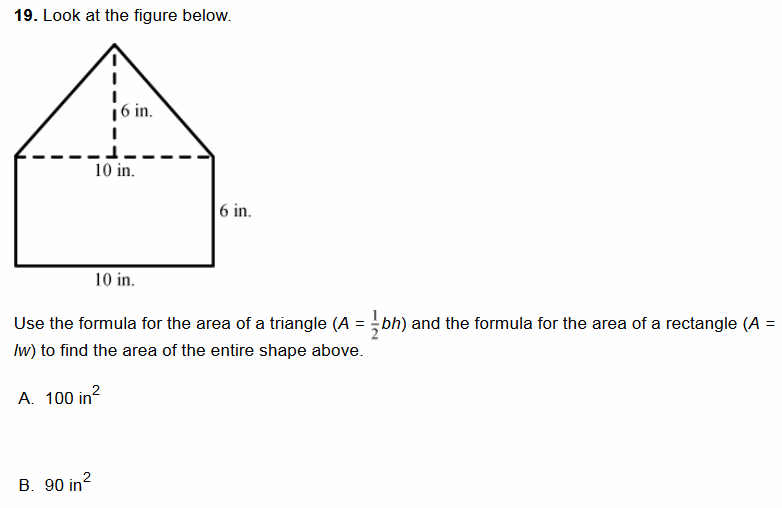 19. Look at the figure below.
6 in.
10 in.
6 in.
10 in.
Use the formula for the area of a triangle (A = 1/2 bh) and the formula for the area of a rectangle (A =
lw) to find the area of the entire shape above.
A. 100 in²
B. 90 in²